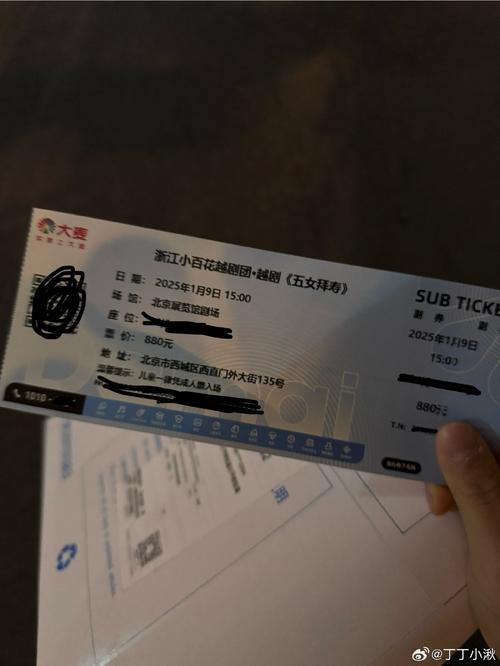 大麦
浙江小百花越剧团·越剧《五女拜寿》
日 期： 2025年1月9日 15:00
场 馆： 北京展览馆剧场
座 位：
票 价： 880元
地 址： 北京市西城区西直门外大街135号
温馨提示：儿童一律凭成人票入场
1010
SUB TICKE
副 券 副
2025年1月9日
15:00
880元
T.N:
@丁丁小湫